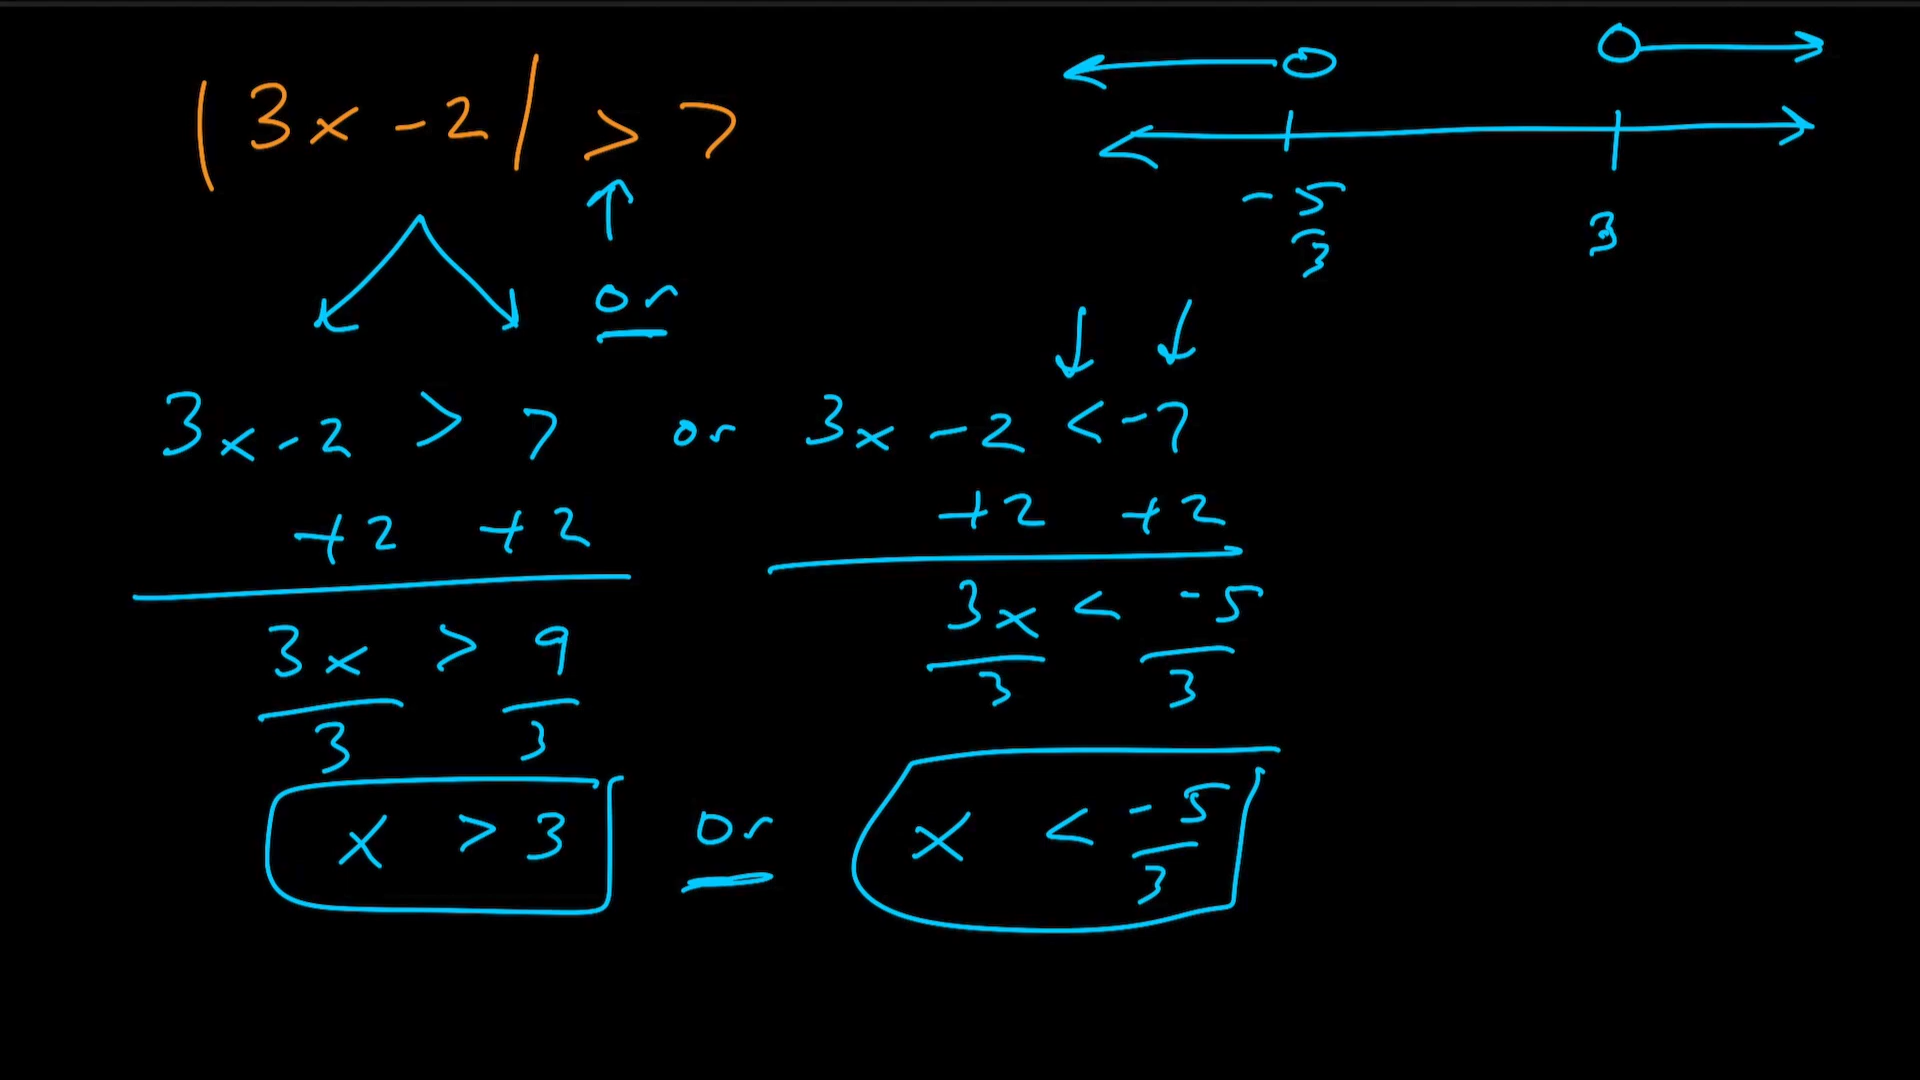 |3x - 2| > 7
-5/3 3
or
3x - 2 > 7 or 3x - 2 < -7
+2 +2 +2 +2
3x > 9 3x < -5
3 3 3 3
x > 3 or x < -5/3